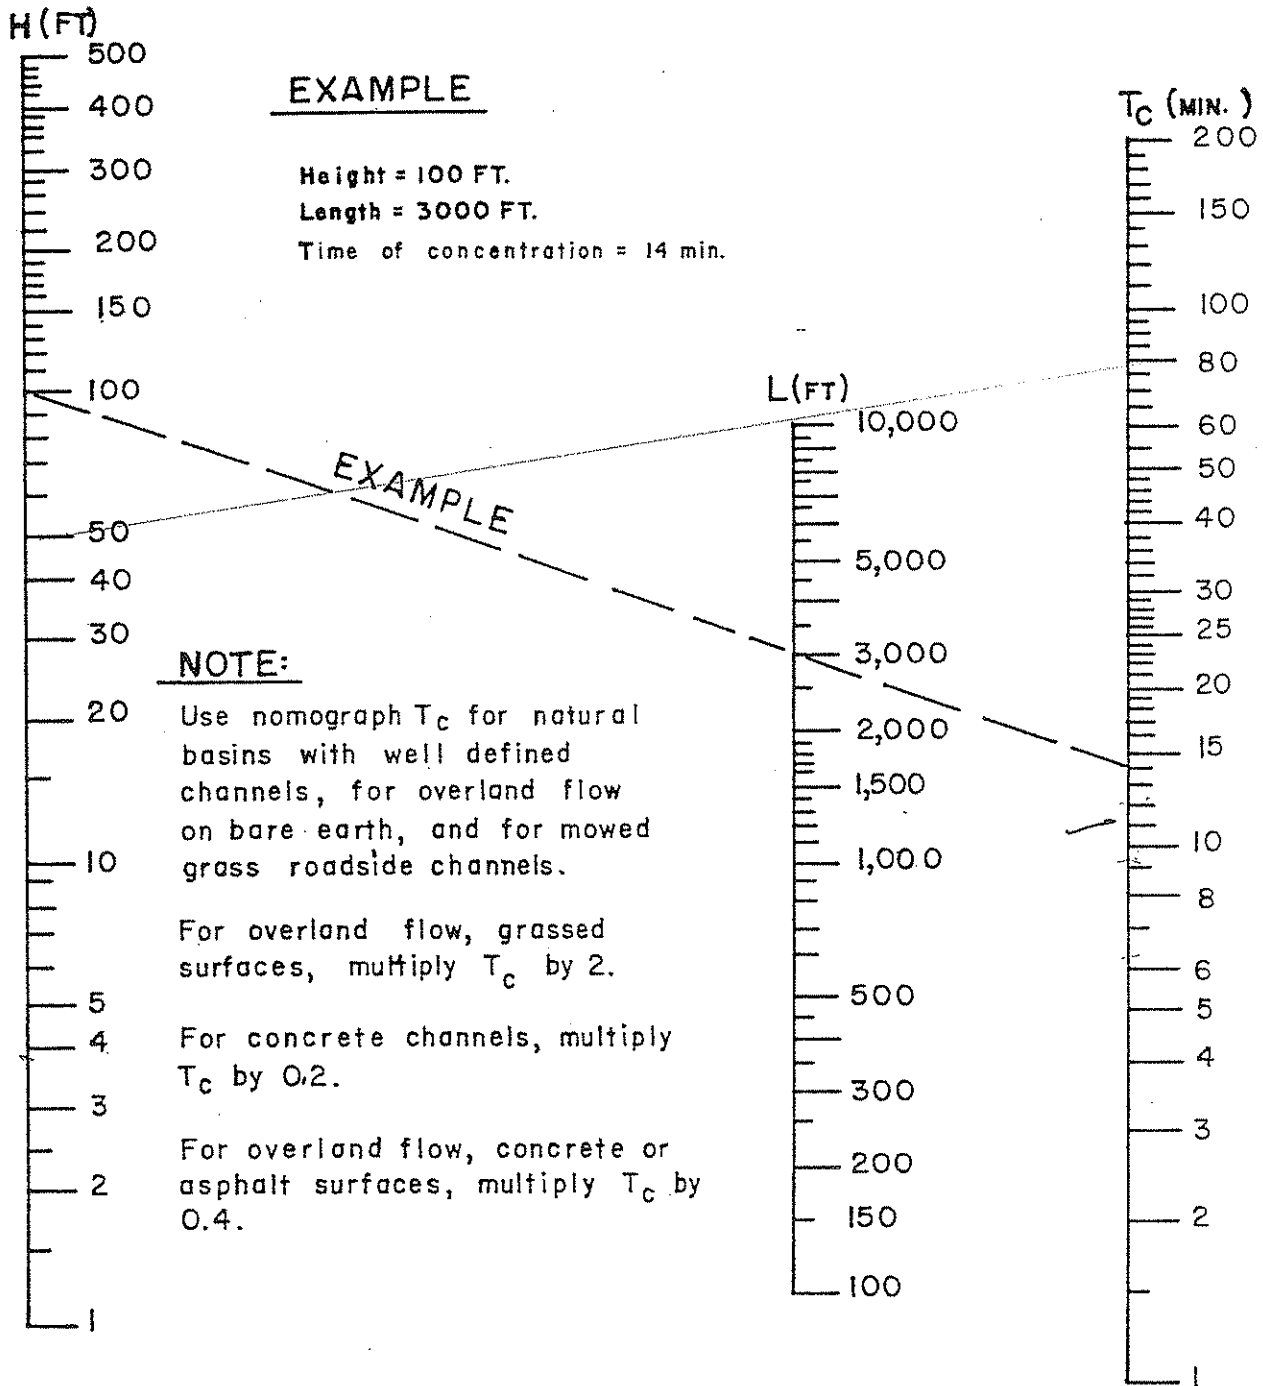 H (FT)
500
400
300
200
150
100
50
40
30
20
10
5
4
3
2
1
EXAMPLE
Height = 100 FT.
Length = 3000 FT.
Time of concentration = 14 min.
EXAMPLE
NOTE:
Use nomograph Tc for natural
basins with well defined
channels, for overland flow
on bare earth, and for mowed
grass roadside channels.
For overland flow, grassed
surfaces, multiply Tc by 2.
For concrete channels, multiply
Tc by 0.2.
For overland flow, concrete or
asphalt surfaces, multiply Tc by
0.4.
L (FT)
10,000
5,000
3,000
2,000
1,500
1,000
500
300
200
150
100
Tc (MIN.)
200
150
100
80
60
50
40
30
25
20
15
10
8
6
5
4
3
2
1